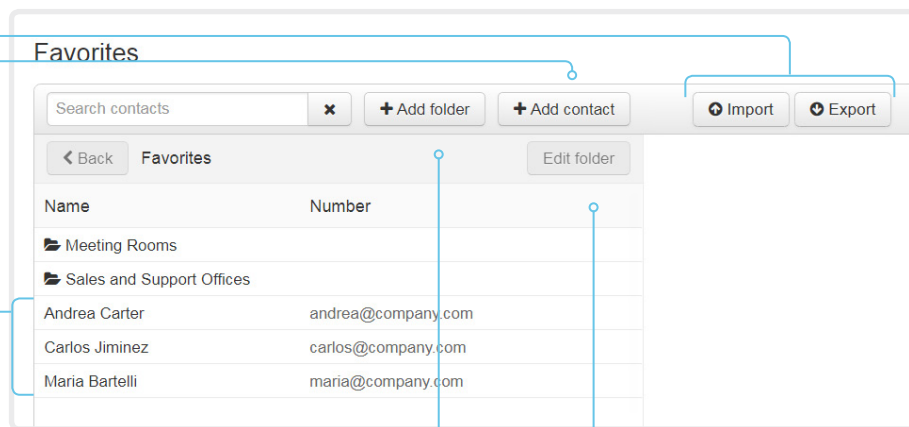 Favorites
Search contacts Add folder Add contact Import Export
Back Favorites Edit folder
Name Number
Meeting Rooms
Sales and Support Offices
Andrea Carter andrea@company.com
Carlos Jiminez carlos@company.com
Maria Bartelli maria@company.com